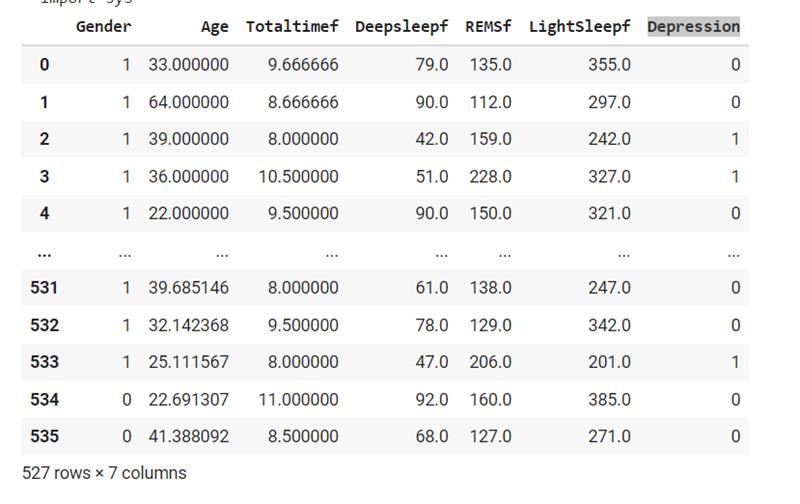 import sys
Gender Age Totaltimef Deepsleepf REMSf LightSleepf Depression
0 1 33.000000 9.666666 79.0 135.0 355.0 0
1 1 64.000000 8.666666 90.0 112.0 297.0 0
2 1 39.000000 8.000000 42.0 159.0 242.0 1
3 1 36.000000 10.500000 51.0 228.0 327.0 1
4 1 22.000000 9.500000 90.0 150.0 321.0 0
... ... ... ... ... ... ... ...
531 1 39.685146 8.000000 61.0 138.0 247.0 0
532 1 32.142368 9.500000 78.0 129.0 342.0 0
533 1 25.111567 8.000000 47.0 206.0 201.0 1
534 0 22.691307 11.000000 92.0 160.0 385.0 0
535 0 41.388092 8.500000 68.0 127.0 271.0 0
527 rows × 7 columns